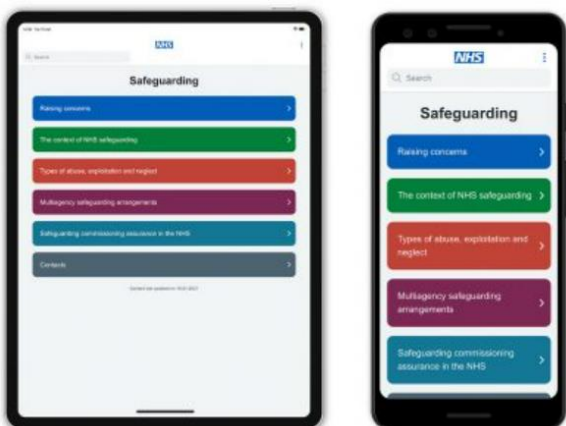 NHS
Search
Safeguarding
Raising concerns
The context of NHS safeguarding
Types of abuse, exploitation and neglect
Multiagency safeguarding arrangements
Safeguarding commissioning assurance in the NHS
Contacts
NHS
Search
Safeguarding
Raising concerns
The context of NHS safeguarding
Types of abuse, exploitation and
neglect
Multiagency safeguarding
arrangements
Safeguarding commissioning
assurance in the NHS